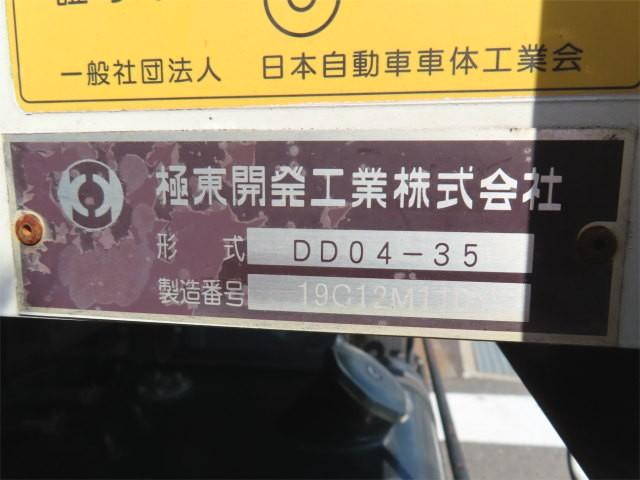 一般社団法人 日本自動車車体工業会
極東開発工業株式会社
形式 DD04-35
製造番号